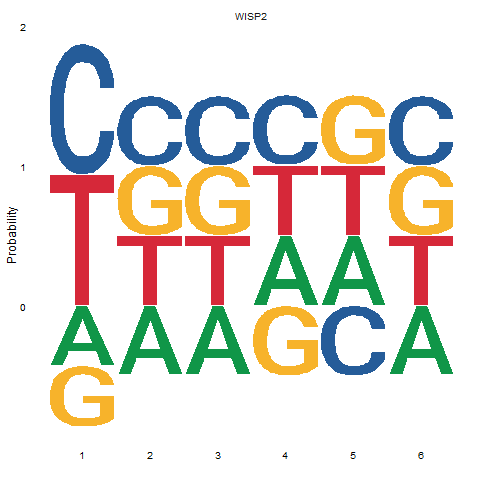 WISP2
2
1
0
Probability
C C C C G C
T G G T T G
A T T A A T
G A A G C A
1 2 3 4 5 6